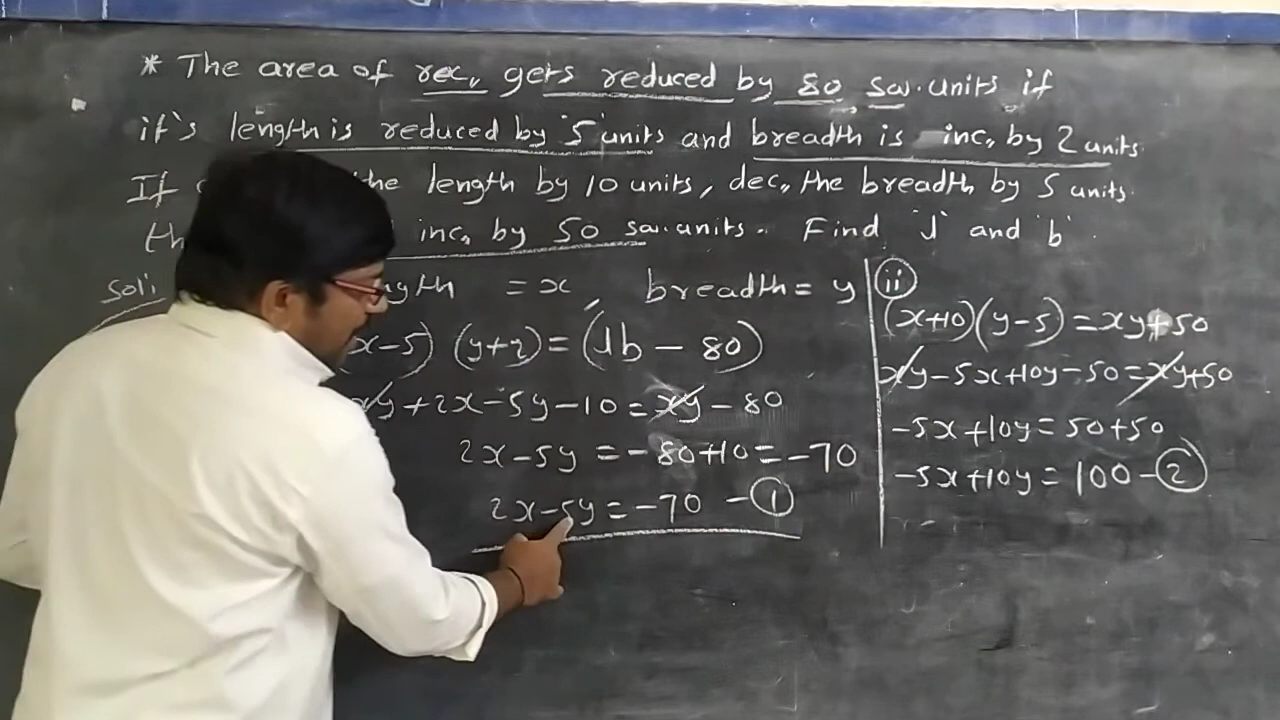 * The area of rec,, gets reduced by 80 sq.units if
it's length is reduced by 5 units and breadth is inc,, by 2 units.
If the length by 10 units, dec,, the breadth by 5 units.
inc,, by 50 sq.units. Find 'l' and 'b'
Sol: = x, breadth = y
x-5) (y+2) = (lb - 80)
xy + 2x - 5y - 10 = xy - 80
2x - 5y = -80+10 = -70
2x - 5y = -70 - ①
ii
(x+10)(y-5) = xy+50
xy-5x+10y-50 = xy+50
-5x+10y = 50+50
-5x+10y = 100 - ②